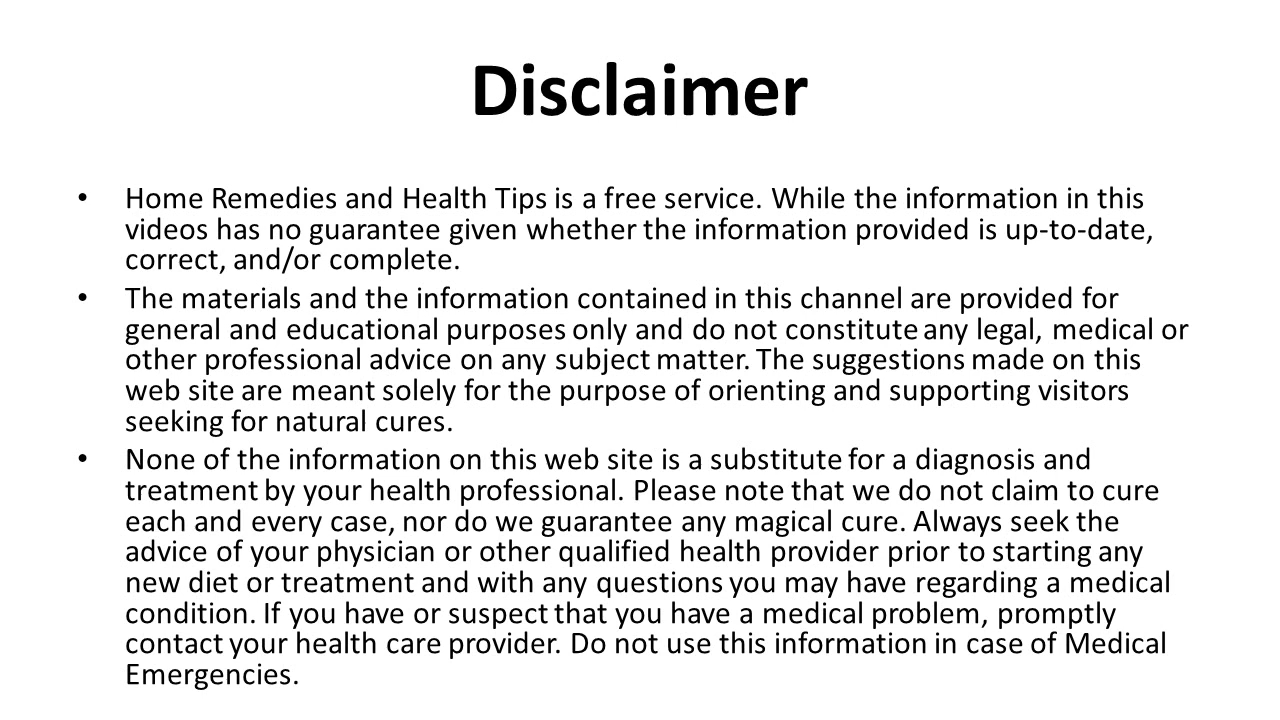 Disclaimer
• Home Remedies and Health Tips is a free service. While the information in this
videos has no guarantee given whether the information provided is up-to-date,
correct, and/or complete.
• The materials and the information contained in this channel are provided for
general and educational purposes only and do not constitute any legal, medical or
other professional advice on any subject matter. The suggestions made on this
web site are meant solely for the purpose of orienting and supporting visitors
seeking for natural cures.
• None of the information on this web site is a substitute for a diagnosis and
treatment by your health professional. Please note that we do not claim to cure
each and every case, nor do we guarantee any magical cure. Always seek the
advice of your physician or other qualified health provider prior to starting any
new diet or treatment and with any questions you may have regarding a medical
condition. If you have or suspect that you have a medical problem, promptly
contact your health care provider. Do not use this information in case of Medical
Emergencies.